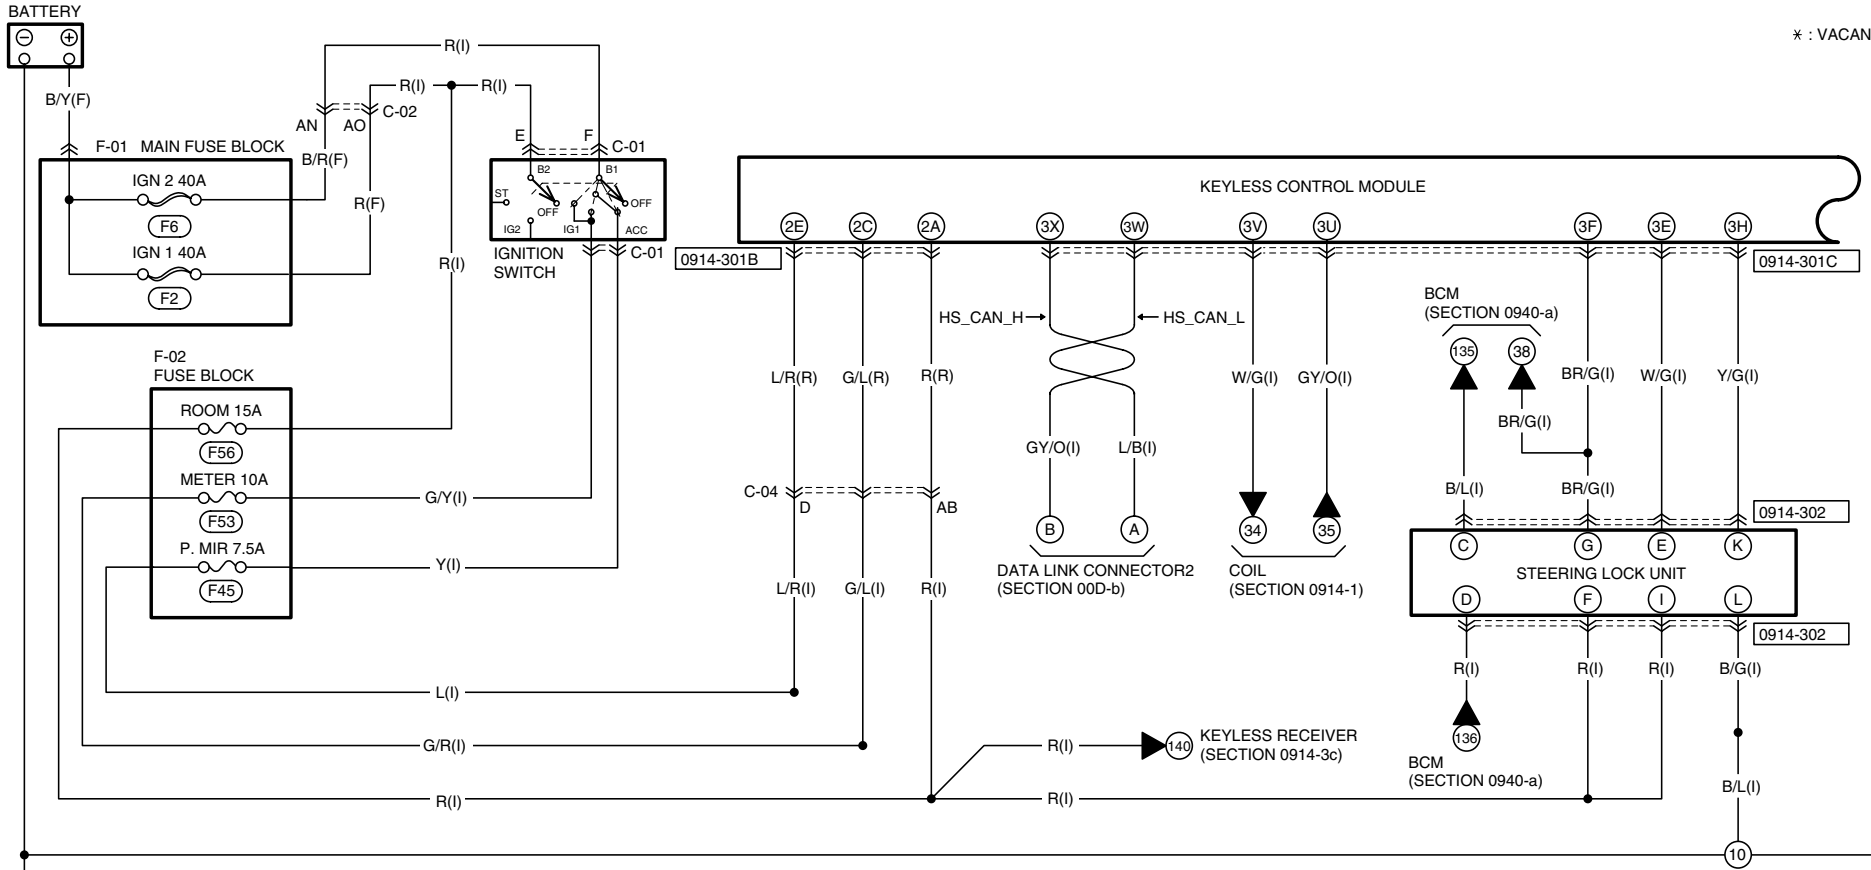 BATTERY
* : VACAN
R(I)
R(I)
R(I)
B/Y(F)
C-02
AN
AO
F-01 MAIN FUSE BLOCK
B/R(F)
E
F
C-01
IGN 2 40A
F6
R(F)
IGN 1 40A
F2
B2
B1
ST
OFF
OFF
IG2
IG1
ACC
IGNITION
SWITCH
C-01
R(I)
KEYLESS CONTROL MODULE
2E
2C
2A
3X
3W
3V
3U
3F
3E
3H
0914-301B
0914-301C
HS_CAN_H
HS_CAN_L
BCM
(SECTION 0940-a)
135
38
F-02
FUSE BLOCK
ROOM 15A
F56
METER 10A
F53
P. MIR 7.5A
F45
G/Y(I)
Y(I)
L/R(R)
G/L(R)
R(R)
W/G(I)
GY/O(I)
BR/G(I)
W/G(I)
Y/G(I)
BR/G(I)
GY/O(I)
L/B(I)
C-04
D
AB
B/L(I)
BR/G(I)
0914-302
B
A
34
35
C
G
E
K
DATA LINK CONNECTOR2
(SECTION 00D-b)
COIL
(SECTION 0914-1)
STEERING LOCK UNIT
L/R(I)
G/L(I)
R(I)
D
F
I
L
0914-302
R(I)
R(I)
R(I)
B/G(I)
L(I)
G/R(I)
R(I)
R(I)
140
KEYLESS RECEIVER
(SECTION 0914-3c)
136
BCM
(SECTION 0940-a)
R(I)
B/L(I)
10